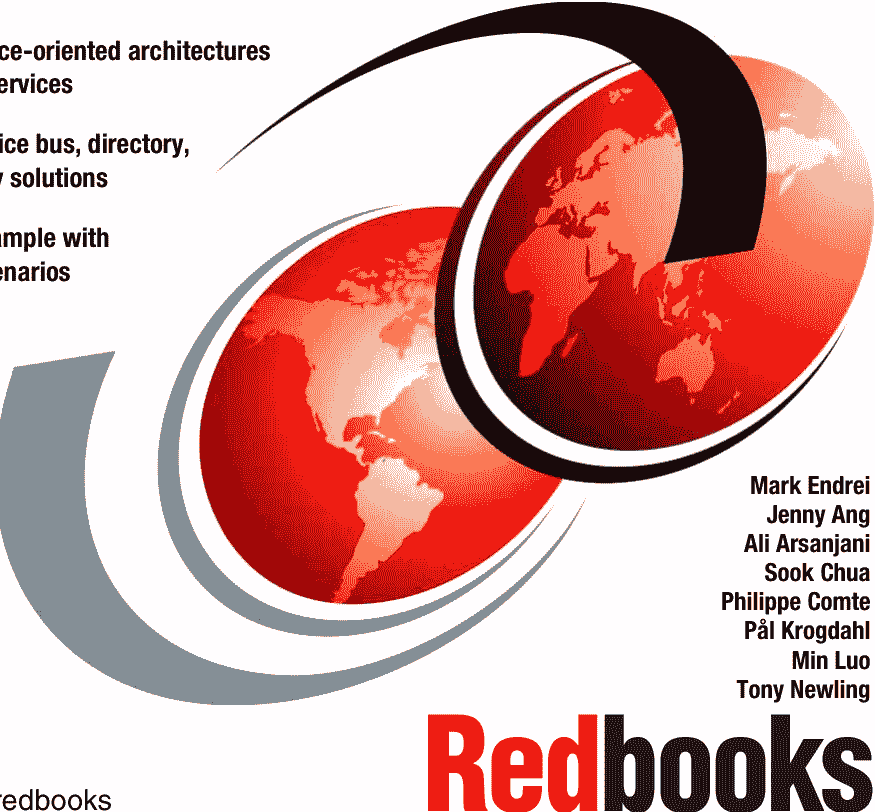 ce-oriented architectures
ervices
ice bus, directory,
y solutions
ample with
enarios
Mark Endrei
Jenny Ang
Ali Arsanjani
Sook Chua
Philippe Comte
Pål Krogdahl
Min Luo
Tony Newling
redbooks
Redbooks